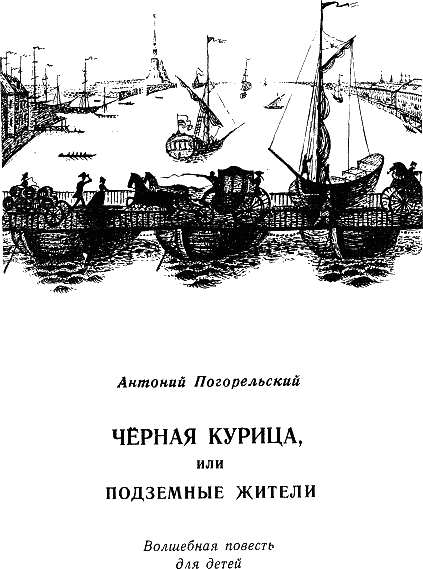 Антоний Погорельский
ЧЁРНАЯ КУРИЦА,
или
ПОДЗЕМНЫЕ ЖИТЕЛИ
Волшебная повесть
для детей